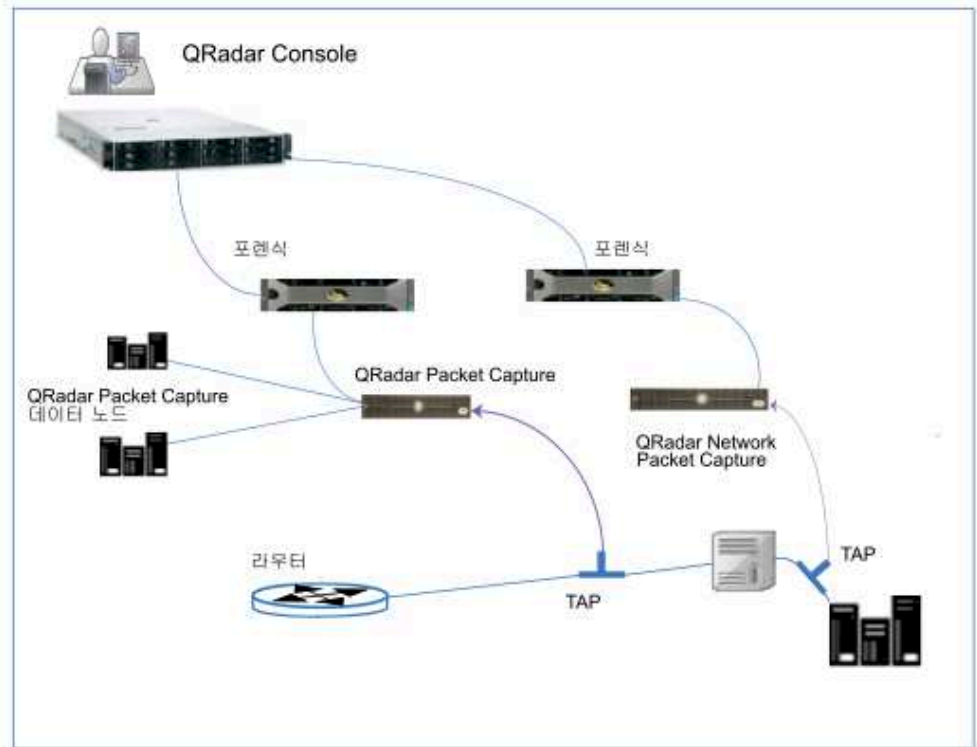 QRadar Console
포렌식
포렌식
QRadar Packet Capture
QRadar Packet Capture
데이터 노드
QRadar Network
Packet Capture
라우터
TAP
TAP